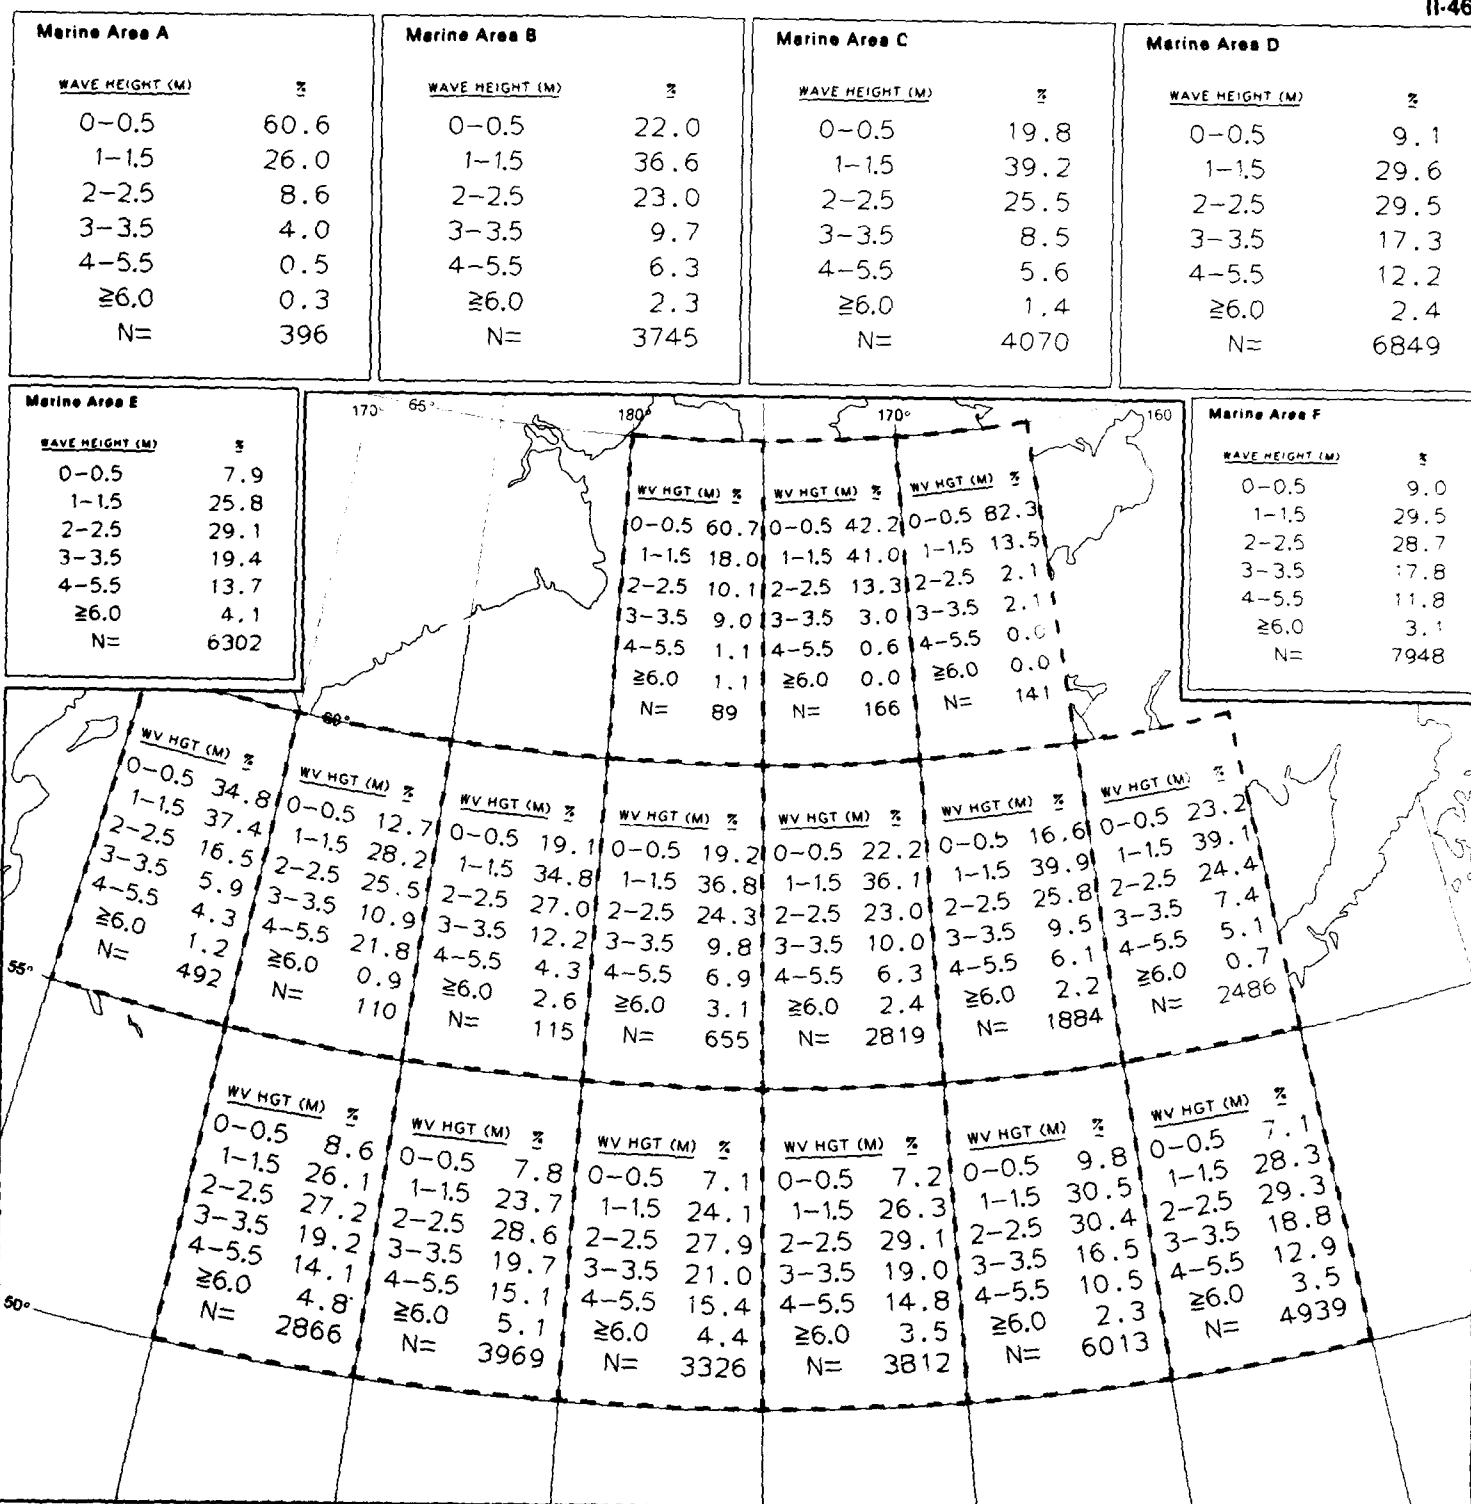 II-46
Marine Area A
WAVE HEIGHT (M) %
0-0.5 60.6
1-1.5 26.0
2-2.5 8.6
3-3.5 4.0
4-5.5 0.5
≥6.0 0.3
N= 396
Marine Area B
WAVE HEIGHT (M) %
0-0.5 22.0
1-1.5 36.6
2-2.5 23.0
3-3.5 9.7
4-5.5 6.3
≥6.0 2.3
N= 3745
Marine Area C
WAVE HEIGHT (M) %
0-0.5 19.8
1-1.5 39.2
2-2.5 25.5
3-3.5 8.5
4-5.5 5.6
≥6.0 1.4
N= 4070
Marine Area D
WAVE HEIGHT (M) %
0-0.5 9.1
1-1.5 29.6
2-2.5 29.5
3-3.5 17.3
4-5.5 12.2
≥6.0 2.4
N= 6849
Marine Area E
WAVE HEIGHT (M) %
0-0.5 7.9
1-1.5 25.8
2-2.5 29.1
3-3.5 19.4
4-5.5 13.7
≥6.0 4.1
N= 6302
170° 65° 180° 170° 160
Marine Area F
WAVE HEIGHT (M) %
0-0.5 9.0
1-1.5 29.5
2-2.5 28.7
3-3.5 17.8
4-5.5 11.8
≥6.0 3.1
N= 7948
WV HGT (M) %
0-0.5 60.7
1-1.5 18.0
2-2.5 10.1
3-3.5 9.0
4-5.5 1.1
≥6.0 1.1
N= 89
WV HGT (M) %
0-0.5 42.2
1-1.5 41.0
2-2.5 13.3
3-3.5 3.0
4-5.5 0.6
≥6.0 0.0
N= 166
WV HGT (M) %
0-0.5 82.3
1-1.5 13.5
2-2.5 2.1
3-3.5 2.1
4-5.5 0.0
≥6.0 0.0
N= 141
60°
WV HGT (M) %
0-0.5 34.8
1-1.5 37.4
2-2.5 16.5
3-3.5 5.9
4-5.5 4.3
≥6.0 1.2
N= 492
WV HGT (M) %
0-0.5 12.7
1-1.5 28.2
2-2.5 25.5
3-3.5 10.9
4-5.5 21.8
≥6.0 0.9
N= 110
WV HGT (M) %
0-0.5 19.1
1-1.5 34.8
2-2.5 27.0
3-3.5 12.2
4-5.5 4.3
≥6.0 2.6
N= 115
WV HGT (M) %
0-0.5 19.2
1-1.5 36.8
2-2.5 24.3
3-3.5 9.8
4-5.5 6.9
≥6.0 3.1
N= 655
WV HGT (M) %
0-0.5 22.2
1-1.5 36.1
2-2.5 23.0
3-3.5 10.0
4-5.5 6.3
≥6.0 2.4
N= 2819
WV HGT (M) %
0-0.5 16.6
1-1.5 39.9
2-2.5 25.8
3-3.5 9.5
4-5.5 6.1
≥6.0 2.2
N= 1884
WV HGT (M) %
0-0.5 23.2
1-1.5 39.1
2-2.5 24.4
3-3.5 7.4
4-5.5 5.1
≥6.0 0.7
N= 2486
55°
WV HGT (M) %
0-0.5 8.6
1-1.5 26.1
2-2.5 27.2
3-3.5 19.2
4-5.5 14.1
≥6.0 4.8
N= 2866
WV HGT (M) %
0-0.5 7.8
1-1.5 23.7
2-2.5 28.6
3-3.5 19.7
4-5.5 15.1
≥6.0 5.1
N= 3969
WV HGT (M) %
0-0.5 7.1
1-1.5 24.1
2-2.5 27.9
3-3.5 21.0
4-5.5 15.4
≥6.0 4.4
N= 3326
WV HGT (M) %
0-0.5 7.2
1-1.5 26.3
2-2.5 29.1
3-3.5 19.0
4-5.5 14.8
≥6.0 3.5
N= 3812
WV HGT (M) %
0-0.5 9.8
1-1.5 30.5
2-2.5 30.4
3-3.5 16.5
4-5.5 10.5
≥6.0 2.3
N= 6013
WV HGT (M) %
0-0.5 7.1
1-1.5 28.3
2-2.5 29.3
3-3.5 18.8
4-5.5 12.9
≥6.0 3.5
N= 4939
50°